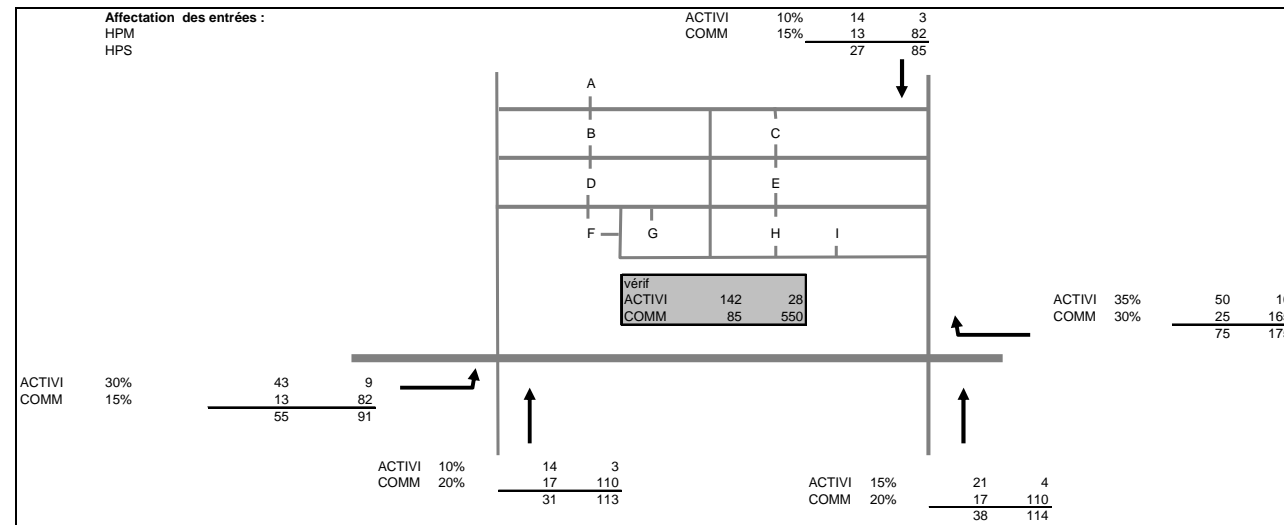 Affectation des entrées :
HPM
HPS
ACTIVI 10% 14 3
COMM 15% 13 82
27 85
A
B C
D E
F G H I
vérif
ACTIVI 142 28
COMM 85 550
ACTIVI 35% 50
COMM 30% 25
75
ACTIVI 30% 43 9
COMM 15% 13 82
55 91
ACTIVI 10% 14 3
COMM 20% 17 110
31 113
ACTIVI 15% 21 4
COMM 20% 17 110
38 114